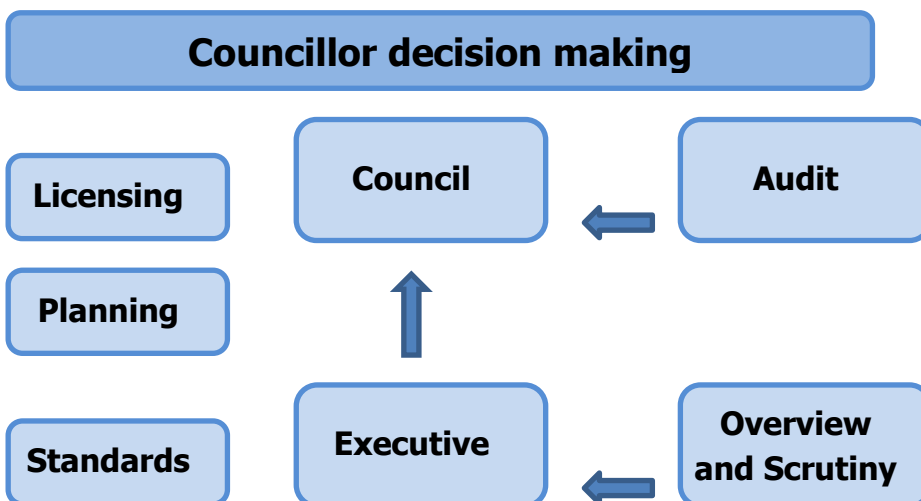 Councillor decision making
Licensing
Council
Audit
Planning
Standards
Executive
Overview
and Scrutiny